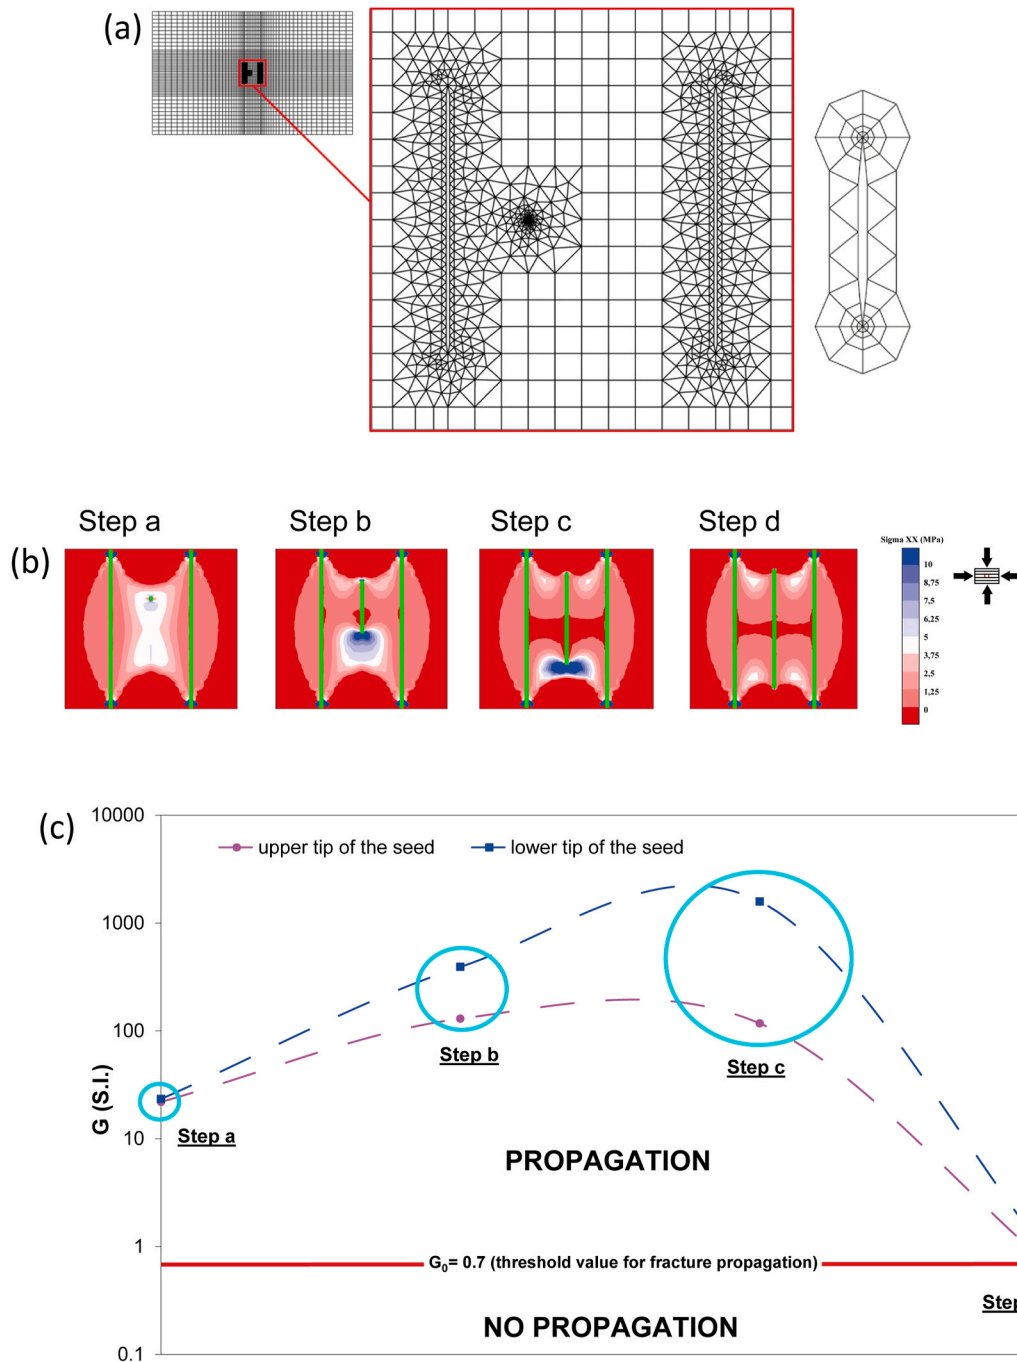 (a)
Step a
Step b
Step c
Step d
(b)
Sigma XX (MPa)
10
8,75
7,5
6,25
5
3,75
2,5
1,25
0
(c)
10000
1000
100
10
1
0.1
G (S.I.)
upper tip of the seed
lower tip of the seed
Step a
Step b
Step c
PROPAGATION
G₀= 0.7 (threshold value for fracture propagation)
Step
NO PROPAGATION